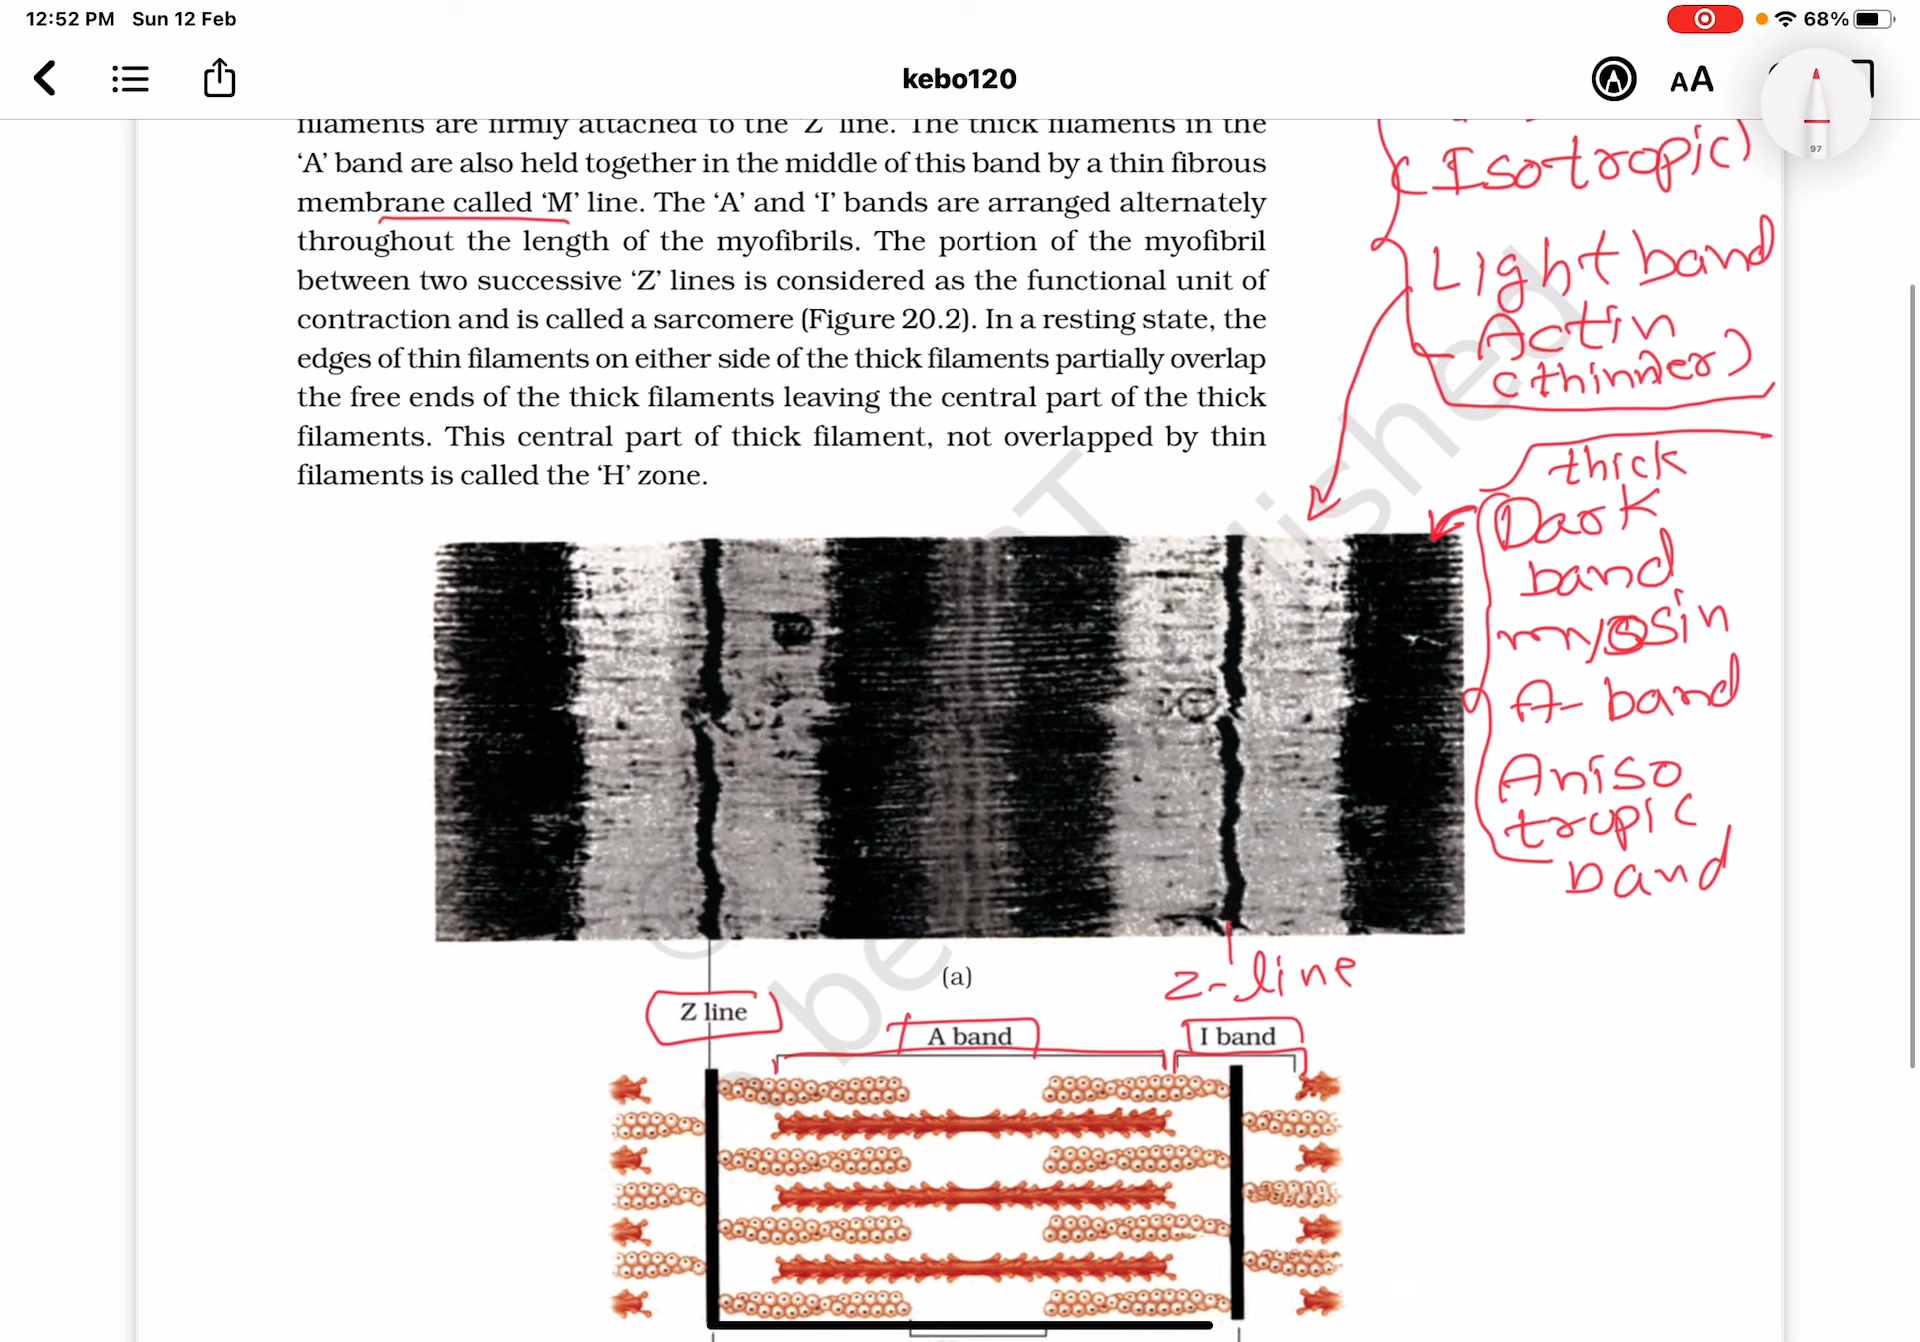 12:52 PM Sun 12 Feb
68%
kebo120
AA
97
filaments are firmly attached to the ‘Z’ line. The thick filaments in the
‘A’ band are also held together in the middle of this band by a thin fibrous
membrane called ‘M’ line. The ‘A’ and ‘I’ bands are arranged alternately
throughout the length of the myofibrils. The portion of the myofibril
between two successive ‘Z’ lines is considered as the functional unit of
contraction and is called a sarcomere (Figure 20.2). In a resting state, the
edges of thin filaments on either side of the thick filaments partially overlap
the free ends of the thick filaments leaving the central part of the thick
filaments. This central part of thick filament, not overlapped by thin
filaments is called the ‘H’ zone.
(Isotropic)
Light band
Actin
(thinner)
thick
Dark
band
myosin
A- band
Aniso
tropic
band
(a)
Z-line
Z line
A band
I band